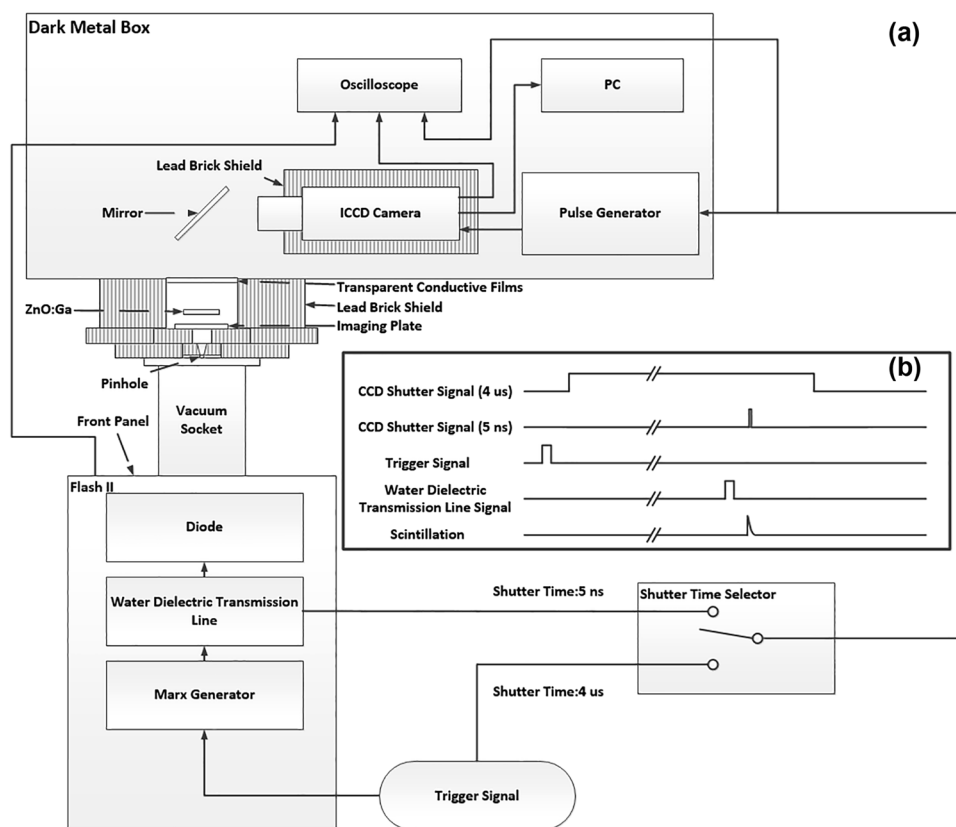 Dark Metal Box
(a)
Oscilloscope
PC
Lead Brick Shield
Mirror
ICCD Camera
Pulse Generator
Transparent Conductive Films
ZnO:Ga
Lead Brick Shield
Imaging Plate
Pinhole
Front Panel
Vacuum
Socket
(b)
CCD Shutter Signal (4 us)
CCD Shutter Signal (5 ns)
Trigger Signal
Water Dielectric
Transmission Line Signal
Scintillation
Flash II
Diode
Water Dielectric Transmission
Line
Marx Generator
Shutter Time:5 ns
Shutter Time Selector
Shutter Time:4 us
Trigger Signal